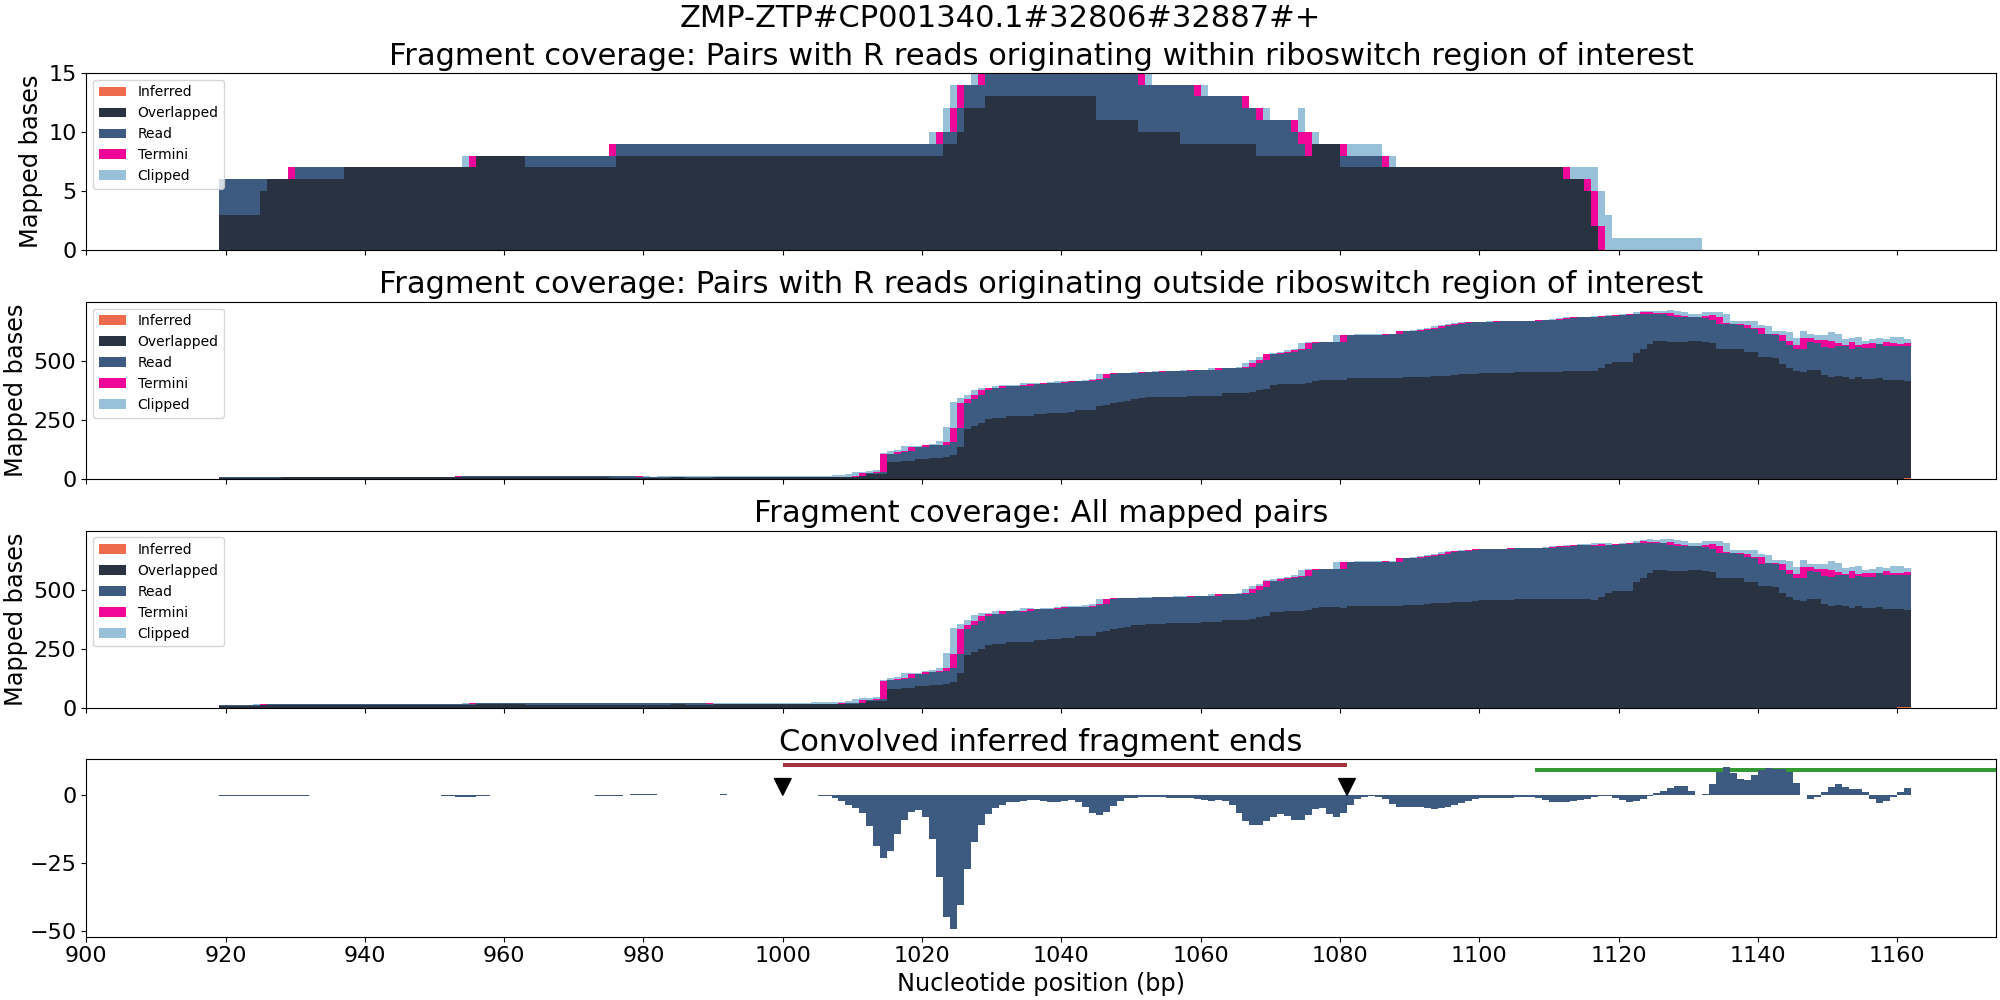 ZMP-ZTP#CP001340.1#32806#32887#+
Fragment coverage: Pairs with R reads originating within riboswitch region of interest
Mapped bases
15
10
5
0
Inferred
Overlapped
Read
Termini
Clipped
Fragment coverage: Pairs with R reads originating outside riboswitch region of interest
Mapped bases
500
250
0
Inferred
Overlapped
Read
Termini
Clipped
Fragment coverage: All mapped pairs
Mapped bases
500
250
0
Inferred
Overlapped
Read
Termini
Clipped
Convolved inferred fragment ends
0
−25
−50
900 920 940 960 980 1000 1020 1040 1060 1080 1100 1120 1140 1160
Nucleotide position (bp)